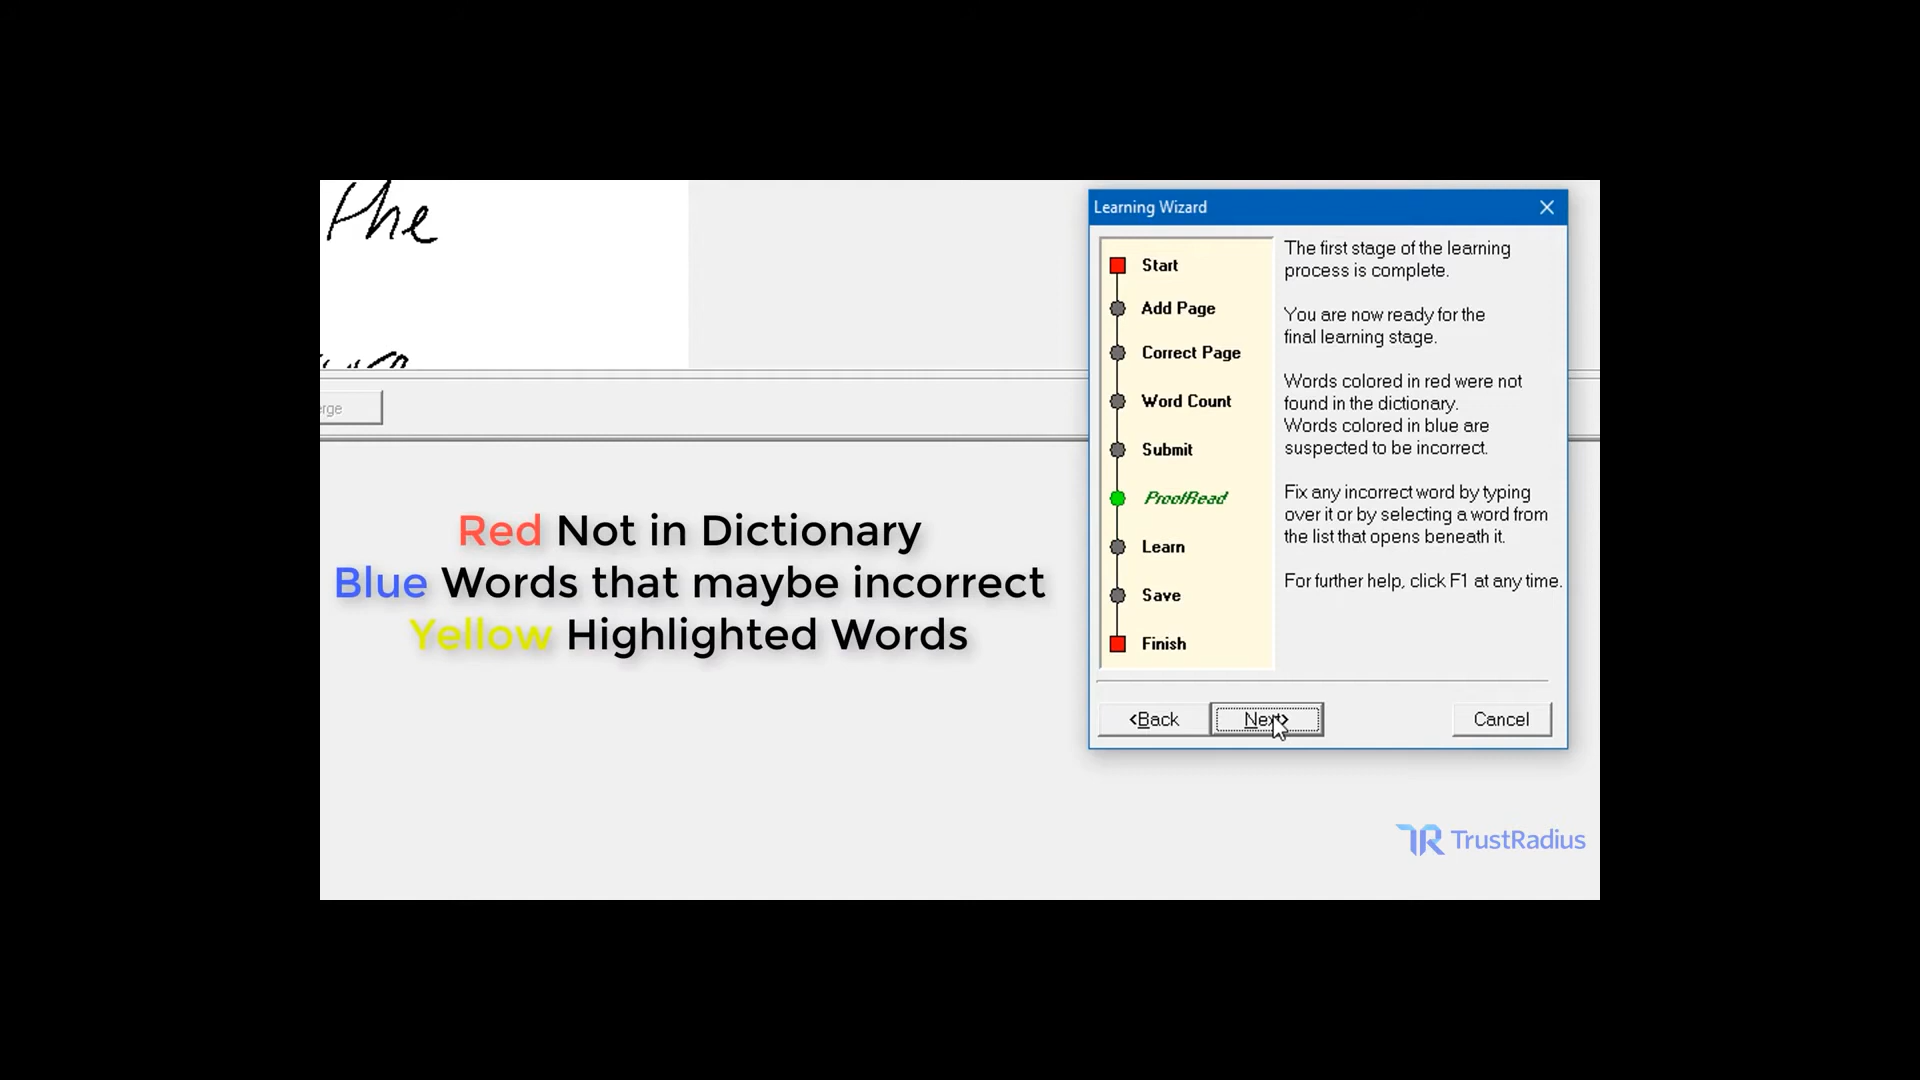 the
rge
Red Not in Dictionary
Blue Words that maybe incorrect
Yellow Highlighted Words
Learning Wizard
Start
Add Page
Correct Page
Word Count
Submit
ProofRead
Learn
Save
Finish
The first stage of the learning
process is complete.
You are now ready for the
final learning stage.
Words colored in red were not
found in the dictionary.
Words colored in blue are
suspected to be incorrect.
Fix any incorrect word by typing
over it or by selecting a word from
the list that opens beneath it.
For further help, click F1 at any time.
<Back
Next>
Cancel
TR TrustRadius